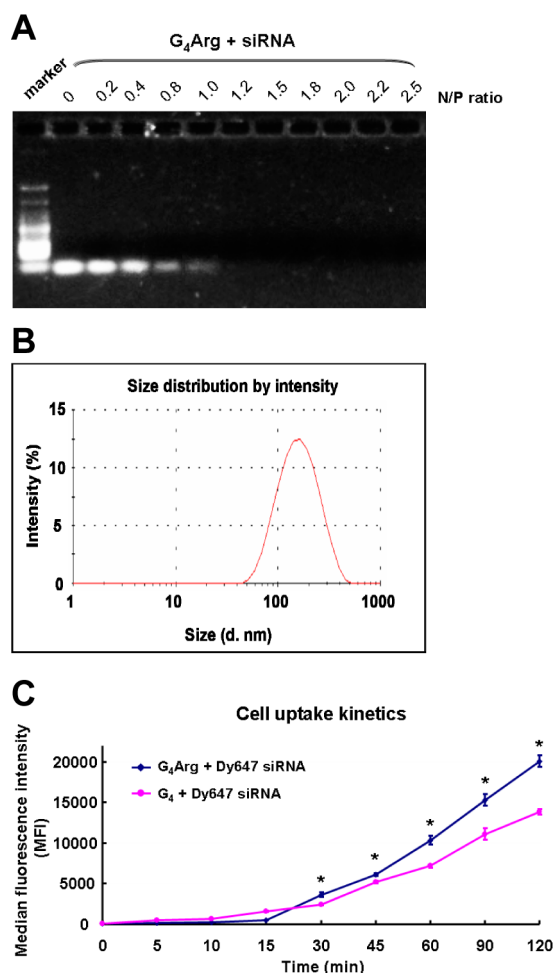 A
G₄Arg + siRNA
marker 0 0.2 0.4 0.8 1.0 1.2 1.5 1.8 2.0 2.2 2.5 N/P ratio
B
Size distribution by intensity
15
10
5
0
Intensity (%)
1 10 100 1000
Size (d. nm)
C
Cell uptake kinetics
Median fluorescence intensity
(MFI)
20000
15000
10000
5000
0
G₄Arg + Dy647 siRNA
G₄ + Dy647 siRNA
* * * * *
0 5 10 15 30 45 60 90 120
Time (min)